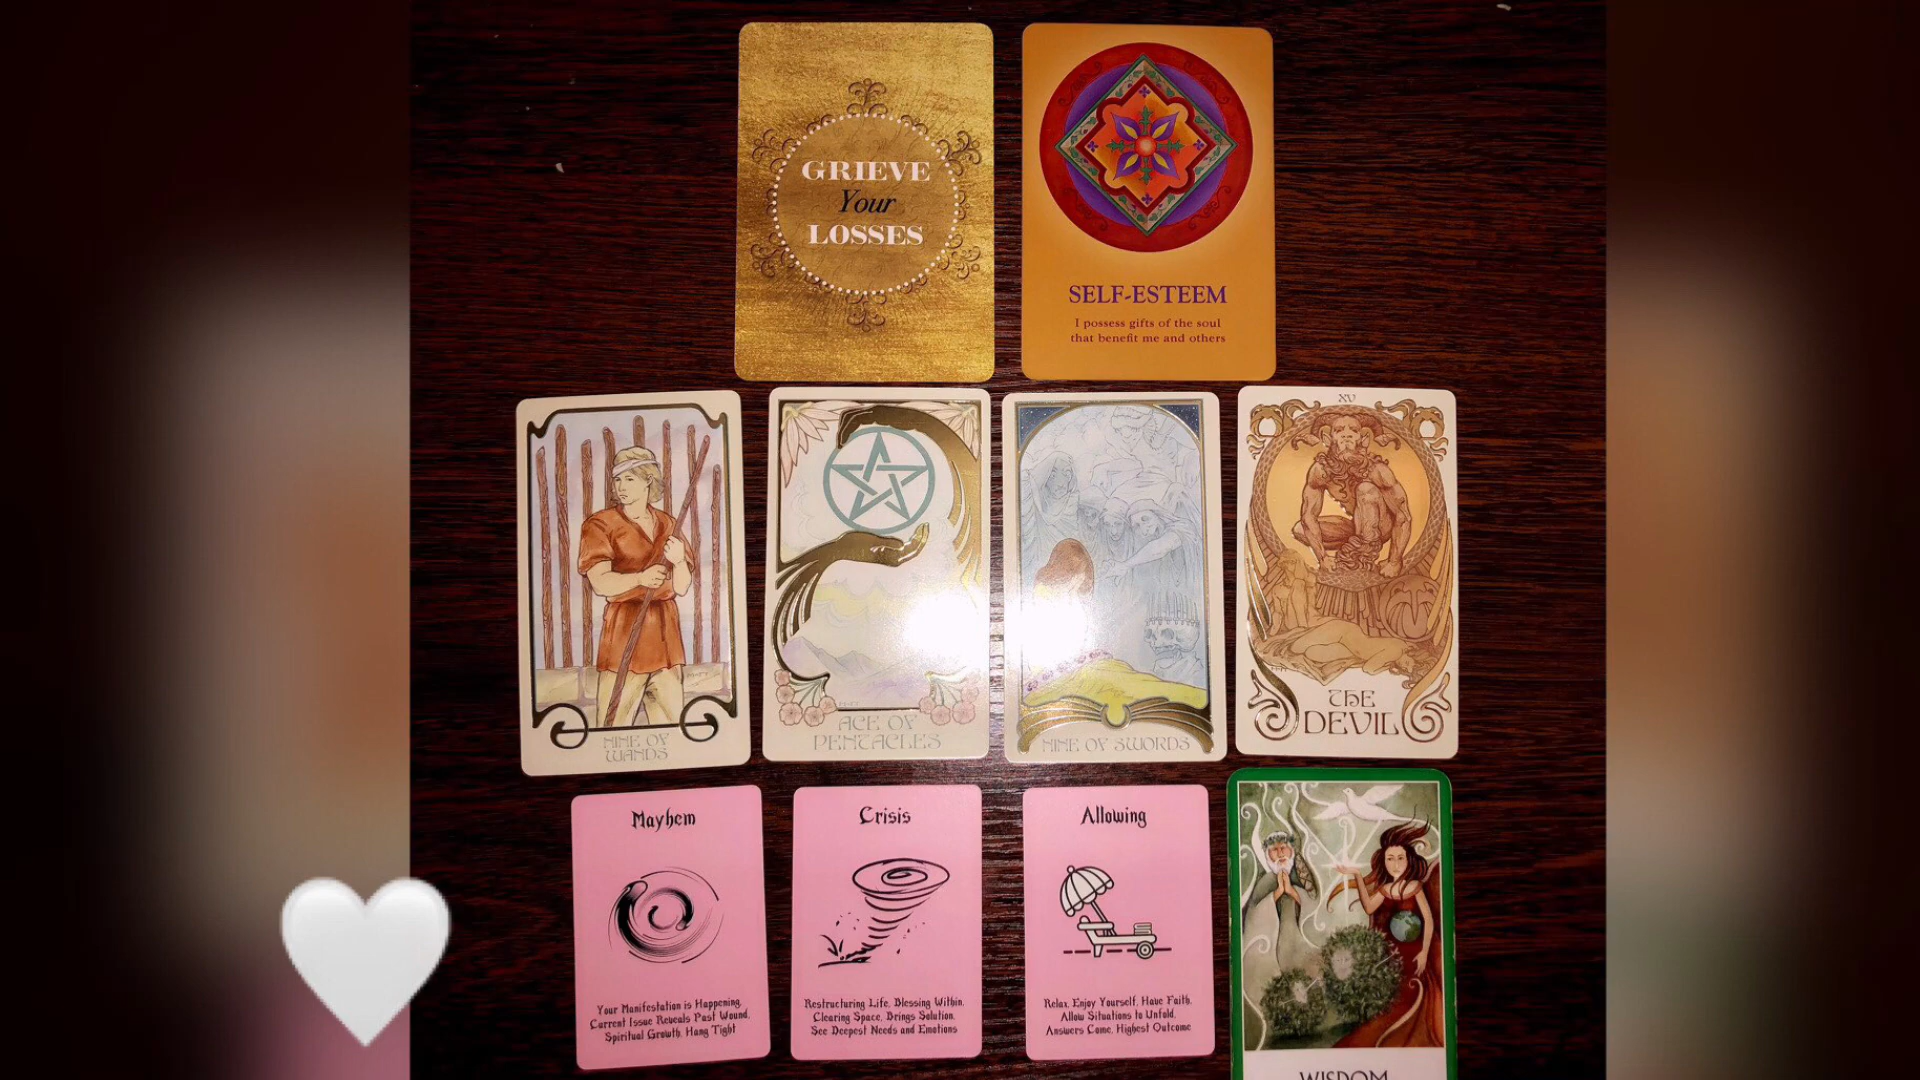 GRIEVE
Your
LOSSES
SELF-ESTEEM
I possess gifts of the soul
that benefit me and others
NINE OF
WANDS
ACE OF
PENTACLES
NINE OF SWORDS
XV
THE
DEVIL
Mayhem
Your Manifestation is Happening,
Current Issue Reveals Past Wound,
Spiritual Growth, Hang Tight
Crisis
Restructuring Life, Blessing Within,
Clearing Space, Brings Solution,
See Deepest Needs and Emotions
Allowing
Relax, Enjoy Yourself, Have Faith,
Allow Situations to Unfold,
Answers Come, Highest Outcome
WISDOM